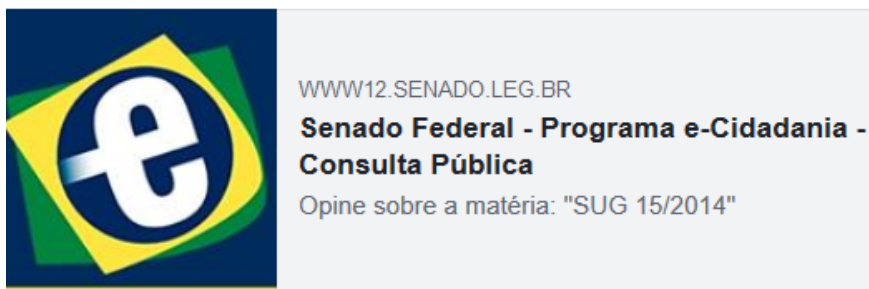 e
WWW12.SENADO.LEG.BR
Senado Federal - Programa e-Cidadania -
Consulta Pública
Opine sobre a matéria: "SUG 15/2014"